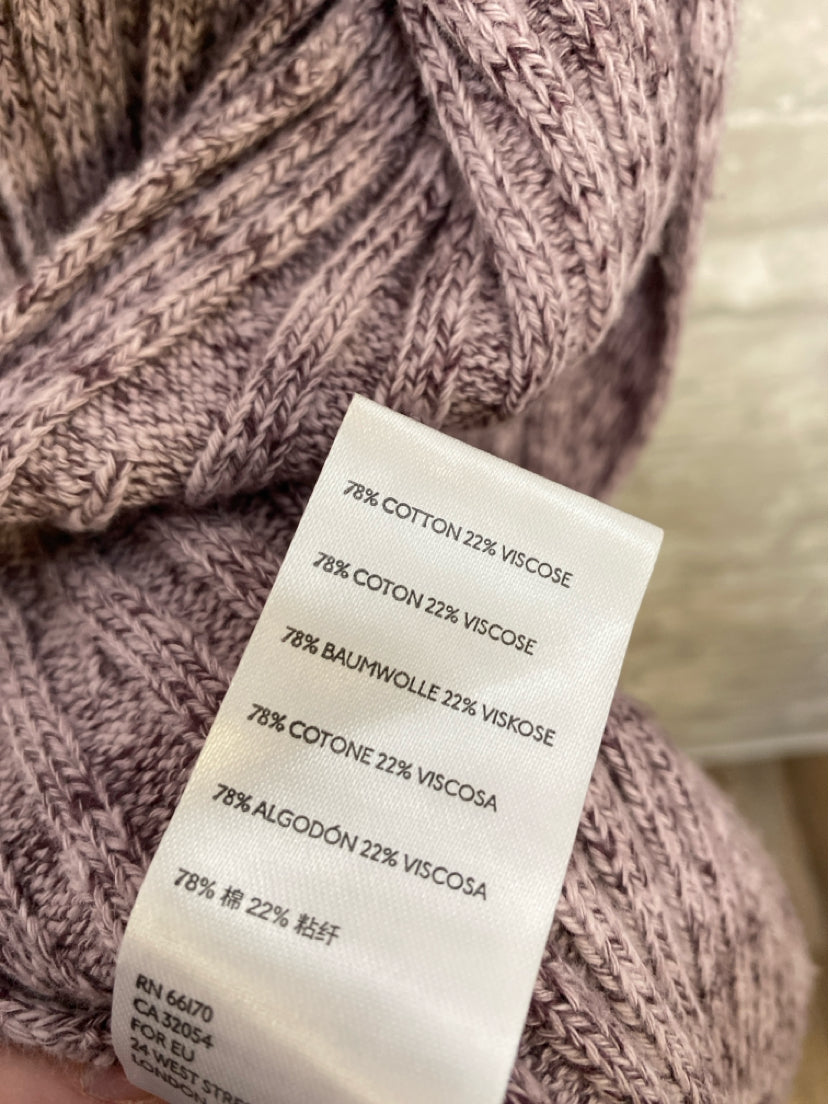 78% COTTON 22% VISCOSE
78% COTON 22% VISCOSE
78% BAUMWOLLE 22% VISKOSE
78% COTONE 22% VISCOSA
78% ALGODÓN 22% VISCOSA
78% 棉 22% 粘纤
RN 66170
CA 32054
FOR EU
24 WEST
LONDON